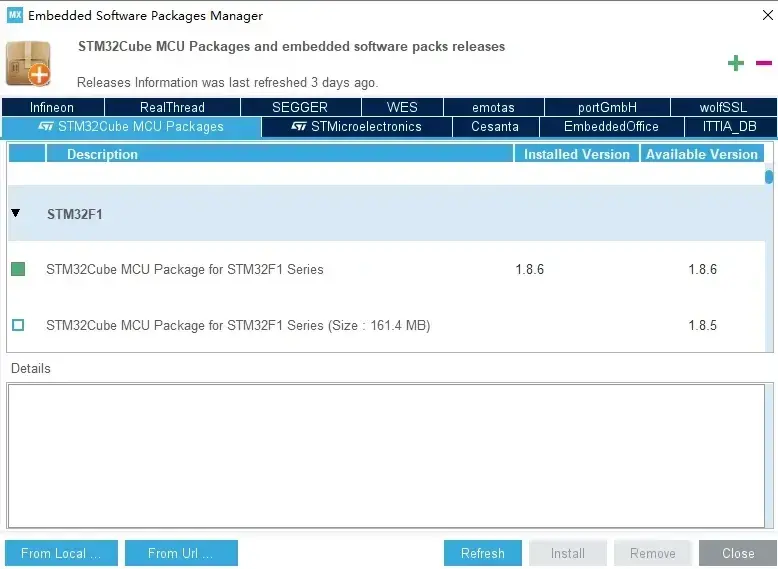 MX Embedded Software Packages Manager
STM32Cube MCU Packages and embedded software packs releases
Releases Information was last refreshed 3 days ago.
Infineon RealThread SEGGER WES emotas portGmbH wolfSSL
STM32Cube MCU Packages STMicroelectronics Cesanta EmbeddedOffice ITTIA_DB
Description Installed Version Available Version
STM32F1
STM32Cube MCU Package for STM32F1 Series 1.8.6 1.8.6
STM32Cube MCU Package for STM32F1 Series (Size : 161.4 MB) 1.8.5
Details
From Local ... From Url ... Refresh Install Remove Close